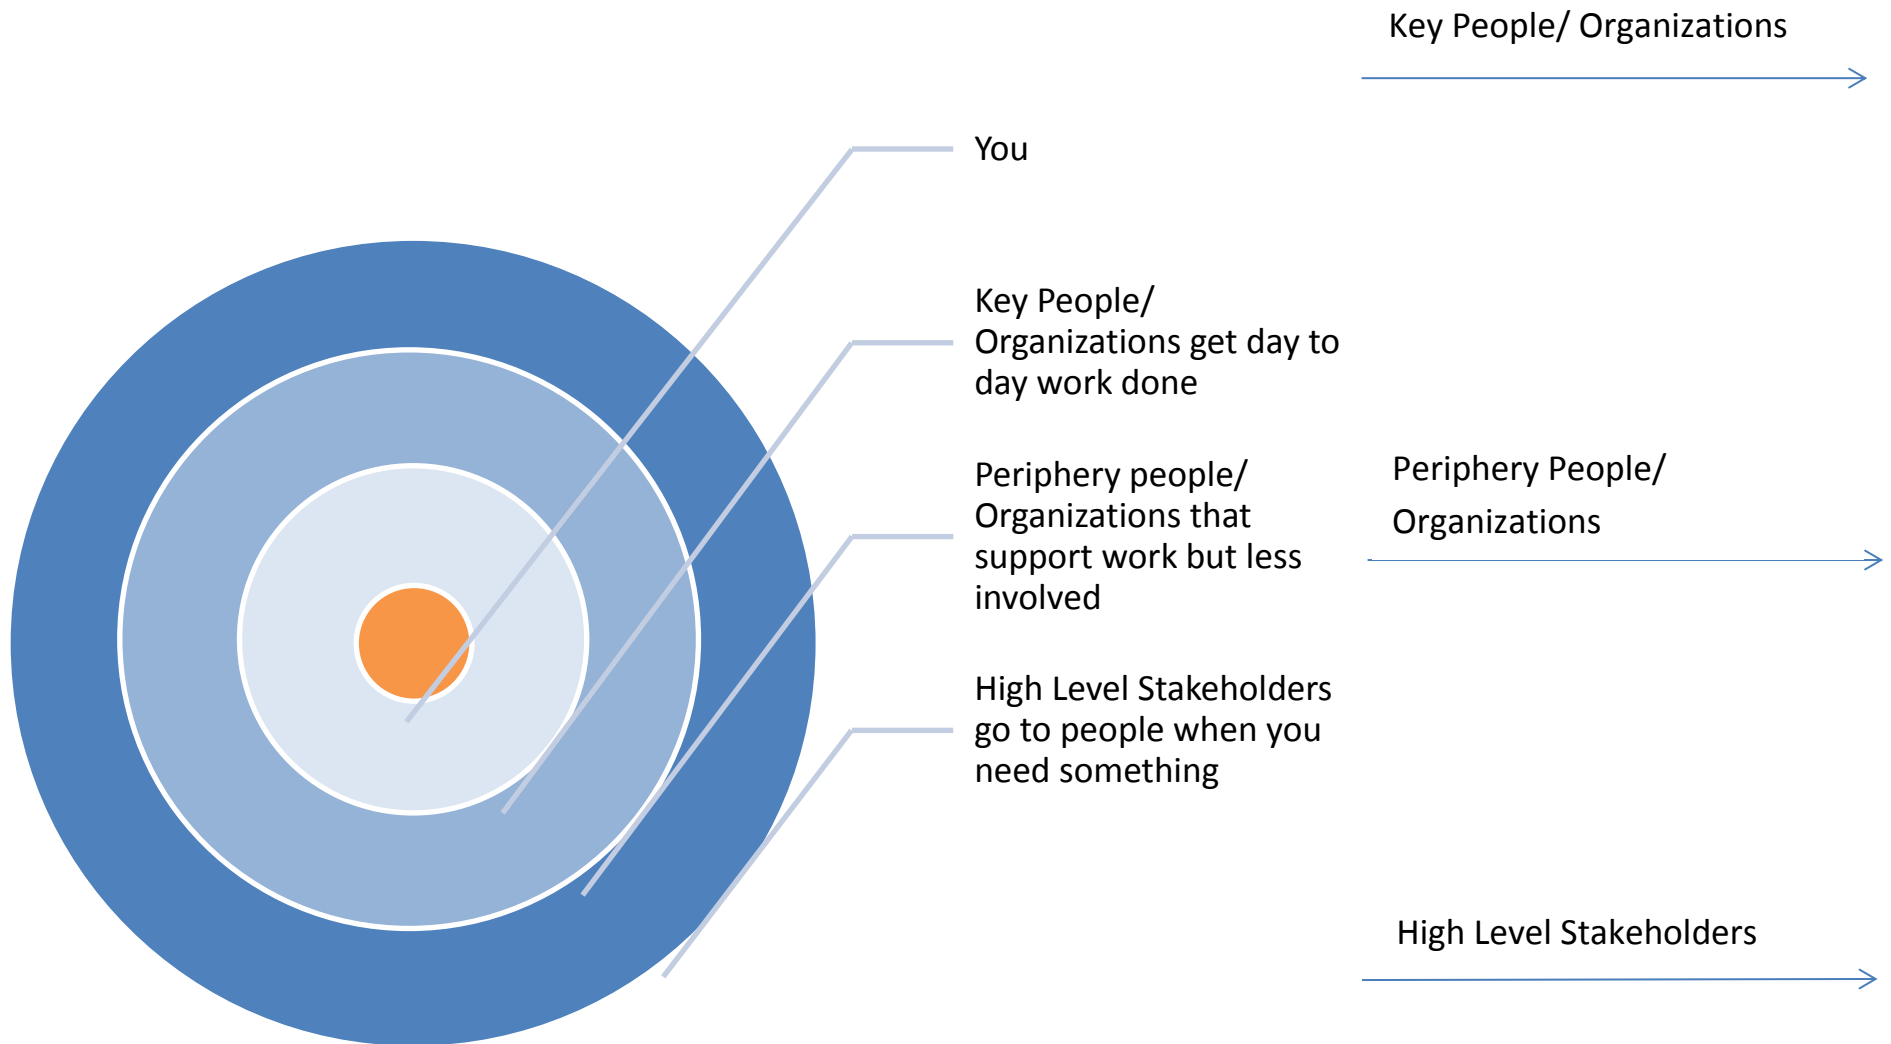 Key People/ Organizations
You
Key People/
Organizations get day to
day work done
Periphery people/
Organizations that
support work but less
involved
Periphery People/
Organizations
High Level Stakeholders
go to people when you
need something
High Level Stakeholders